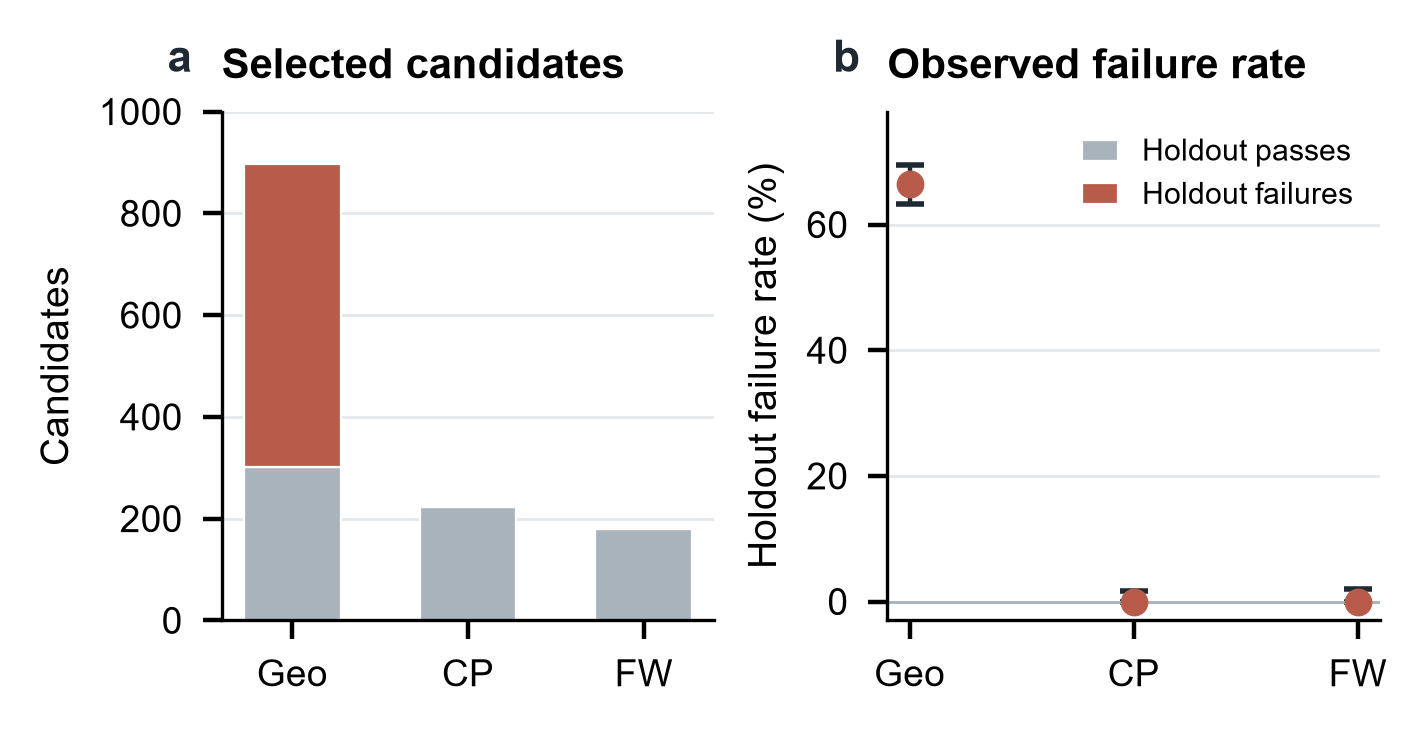 a Selected candidates
1000
800
600
400
200
0
Candidates
Geo CP FW
b Observed failure rate
Holdout passes
Holdout failures
60
40
20
0
Holdout failure rate (%)
Geo CP FW